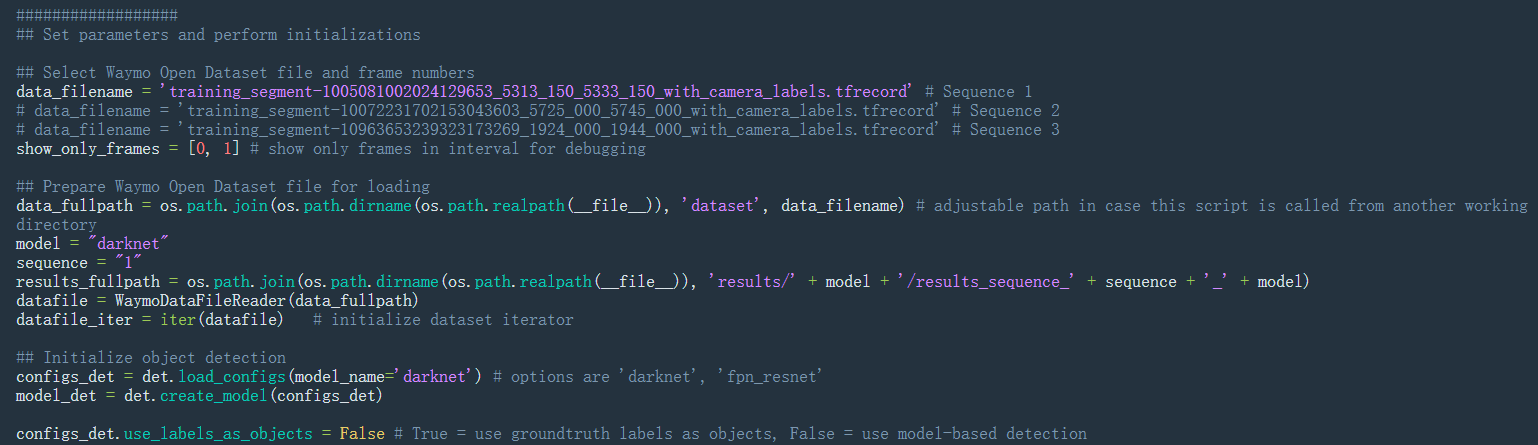 ##################
## Set parameters and perform initializations
## Select Waymo Open Dataset file and frame numbers
data_filename = 'training_segment-1005081002024129653_5313_150_5333_150_with_camera_labels.tfrecord' # Sequence 1
# data_filename = 'training_segment-10072231702153043603_5725_000_5745_000_with_camera_labels.tfrecord' # Sequence 2
# data_filename = 'training_segment-10963653239323173269_1924_000_1944_000_with_camera_labels.tfrecord' # Sequence 3
show_only_frames = [0, 1] # show only frames in interval for debugging
## Prepare Waymo Open Dataset file for loading
data_fullpath = os.path.join(os.path.dirname(os.path.realpath(__file__)), 'dataset', data_filename) # adjustable path in case this script is called from another working
directory
model = "darknet"
sequence = "1"
results_fullpath = os.path.join(os.path.dirname(os.path.realpath(__file__)), 'results/' + model + '/results_sequence_' + sequence + '_' + model)
datafile = WaymoDataFileReader(data_fullpath)
datafile_iter = iter(datafile)   # initialize dataset iterator
## Initialize object detection
configs_det = det.load_configs(model_name='darknet') # options are 'darknet', 'fpn_resnet'
model_det = det.create_model(configs_det)
configs_det.use_labels_as_objects = False # True = use groundtruth labels as objects, False = use model-based detection